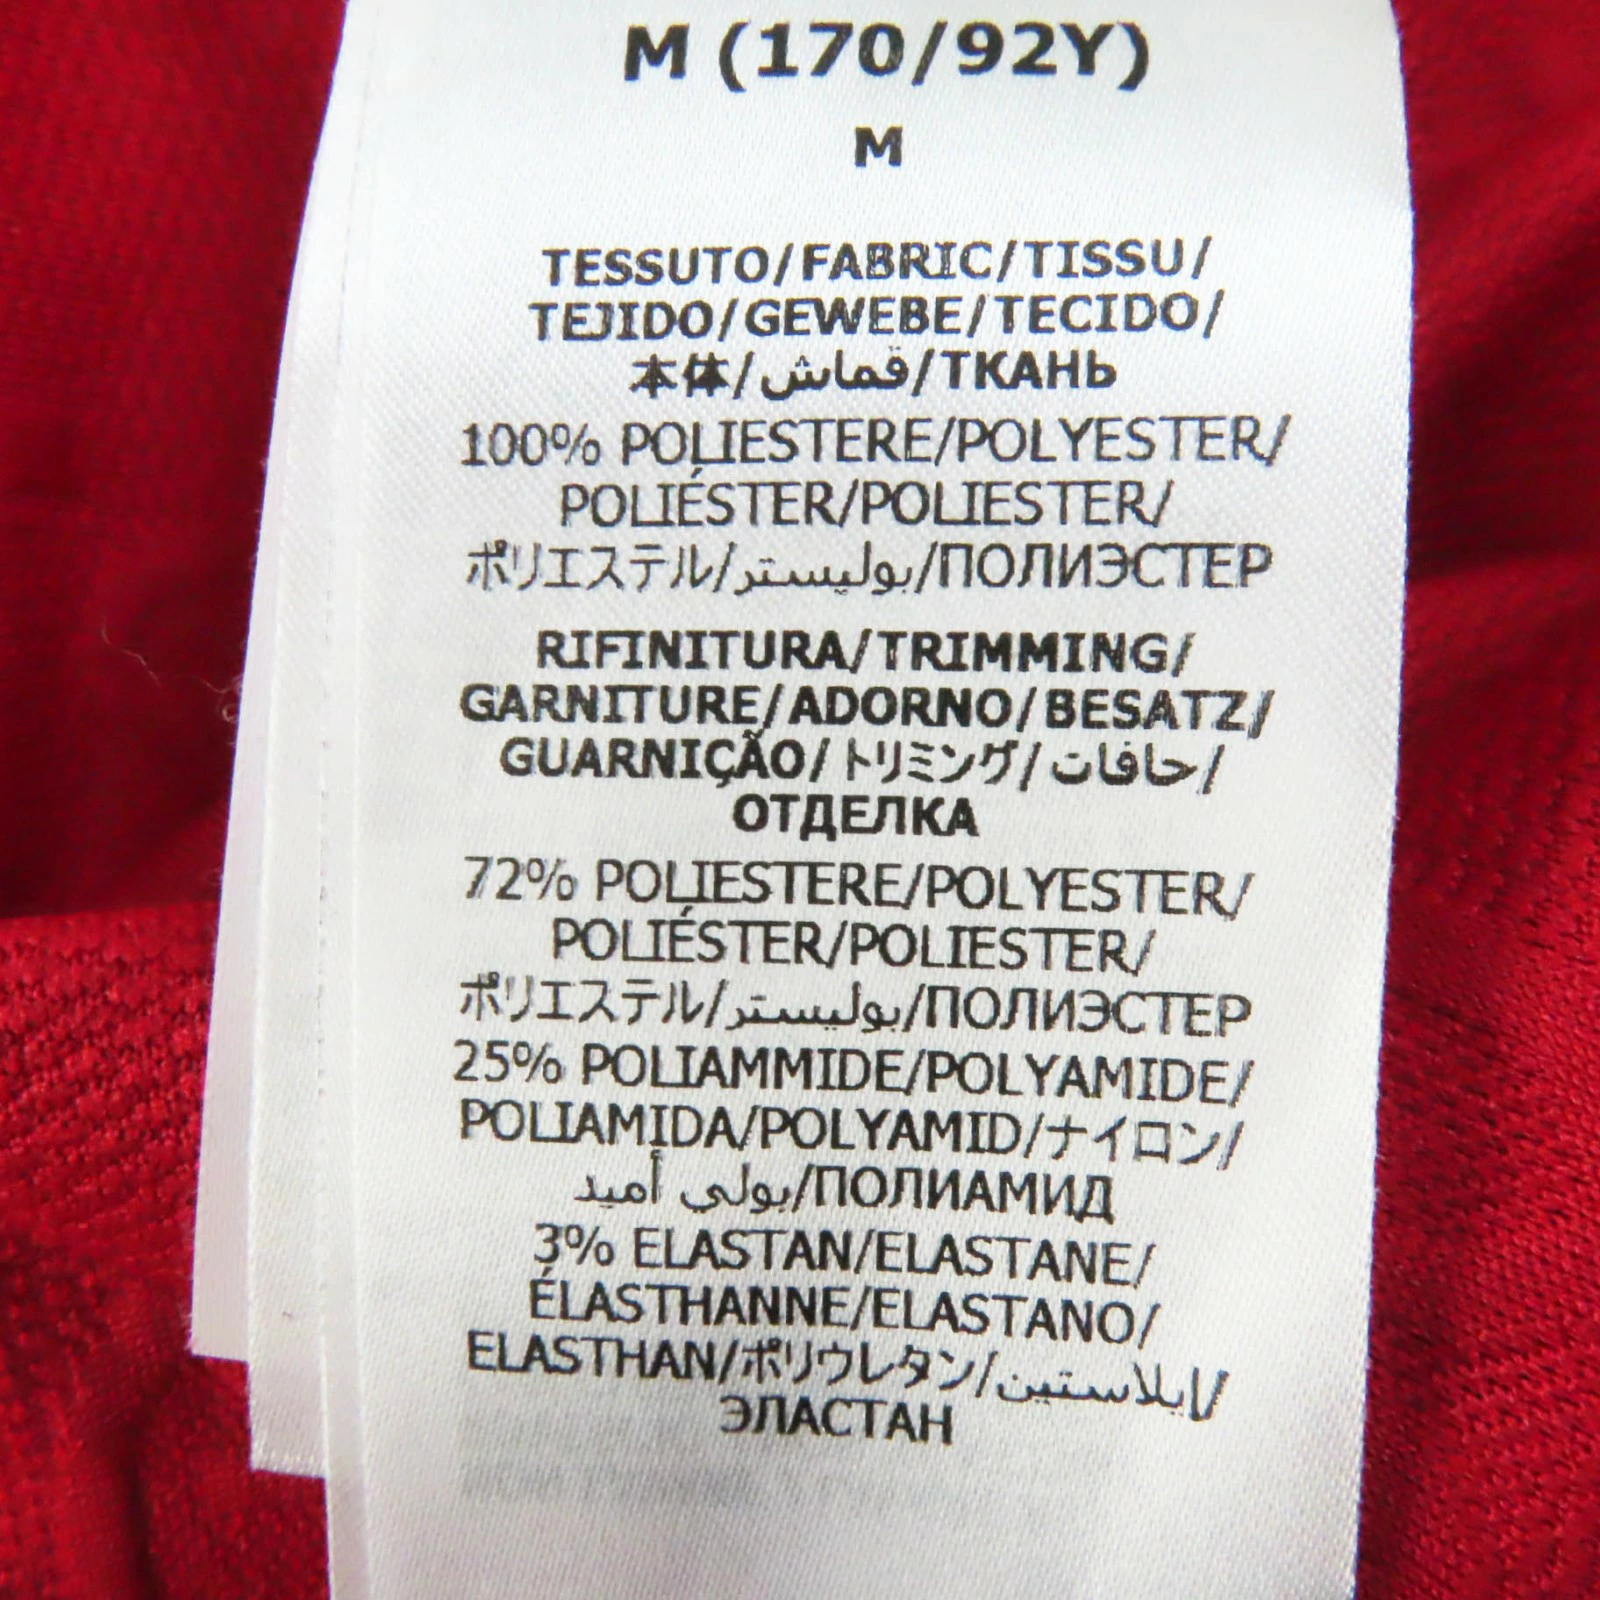 M (170/92Y)
M
TESSUTO/FABRIC/TISSU/
TEJIDO/GEWEBE/TECIDO/
本体/قماش/ТКАНЬ
100% POLIESTERE/POLYESTER/
POLIÉSTER/POLIESTER/
ポリエステル/بوليستر/ПОЛИЭСТЕР
RIFINITURA/TRIMMING/
GARNITURE/ADORNO/BESATZ/
GUARNIÇÃO/トリミング/حافات/
ОТДЕЛКА
72% POLIESTERE/POLYESTER/
POLIÉSTER/POLIESTER/
ポリエステル/بوليستر/ПОЛИЭСТЕР
25% POLIAMMIDE/POLYAMIDE/
POLIAMIDA/POLYAMID/ナイロン/
بولي أميد/ПОЛИАМИД
3% ELASTAN/ELASTANE/
ÉLASTHANNE/ELASTANO/
ELASTHAN/ポリウレタン/إيلاستين/
ЭЛАСТАН